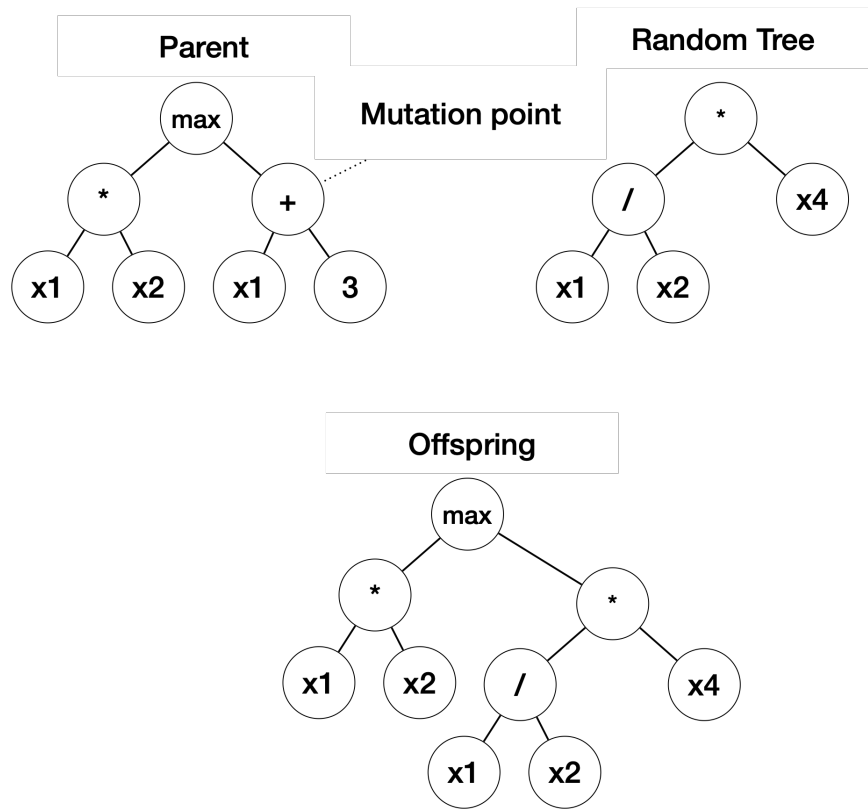 Parent
Random Tree
Mutation point
max
*
+
x1
x2
x1
3
*
/
x4
x1
x2
Offspring
max
*
*
x1
x2
/
x4
x1
x2